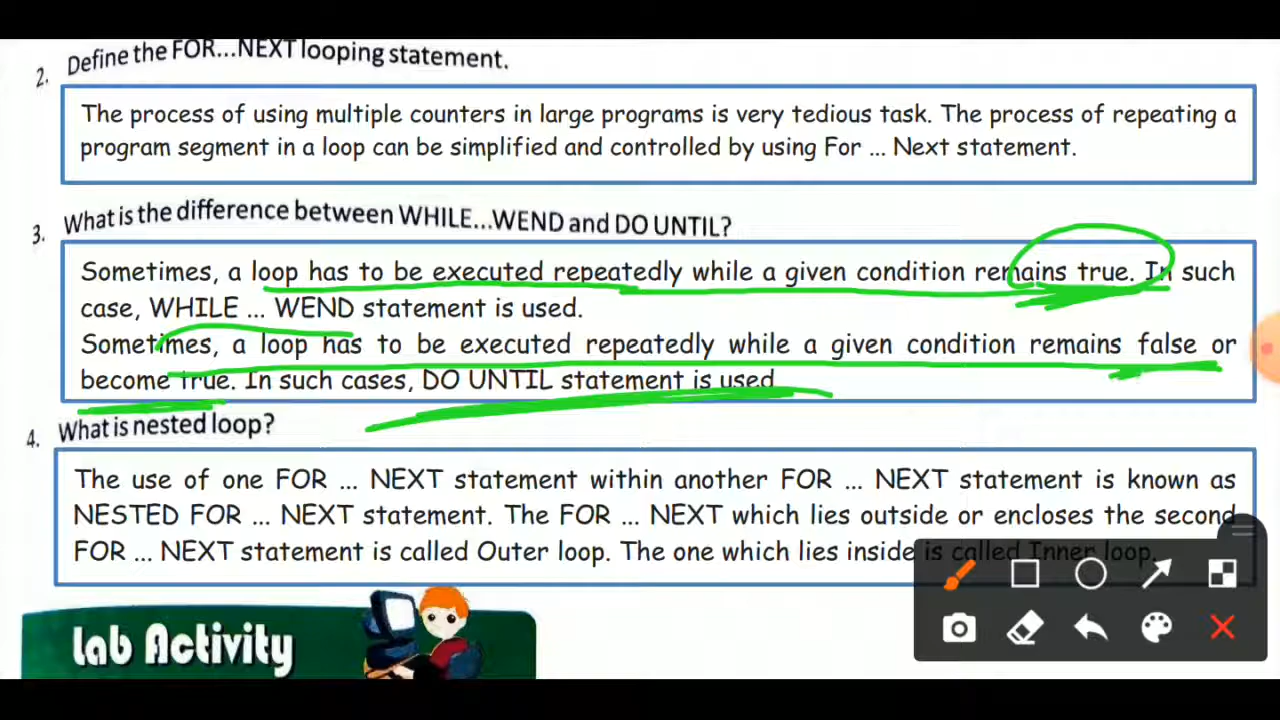 2. Define the FOR...NEXT looping statement.
The process of using multiple counters in large programs is very tedious task. The process of repeating a
program segment in a loop can be simplified and controlled by using For ... Next statement.
3. What is the difference between WHILE...WEND and DO UNTIL?
Sometimes, a loop has to be executed repeatedly while a given condition remains true. In such
case, WHILE ... WEND statement is used.
Sometimes, a loop has to be executed repeatedly while a given condition remains false or
become true. In such cases, DO UNTIL statement is used
4. What is nested loop?
The use of one FOR ... NEXT statement within another FOR ... NEXT statement is known as
NESTED FOR ... NEXT statement. The FOR ... NEXT which lies outside or encloses the second
FOR ... NEXT statement is called Outer loop. The one which lies inside is called Inner loop.
Lab Activity